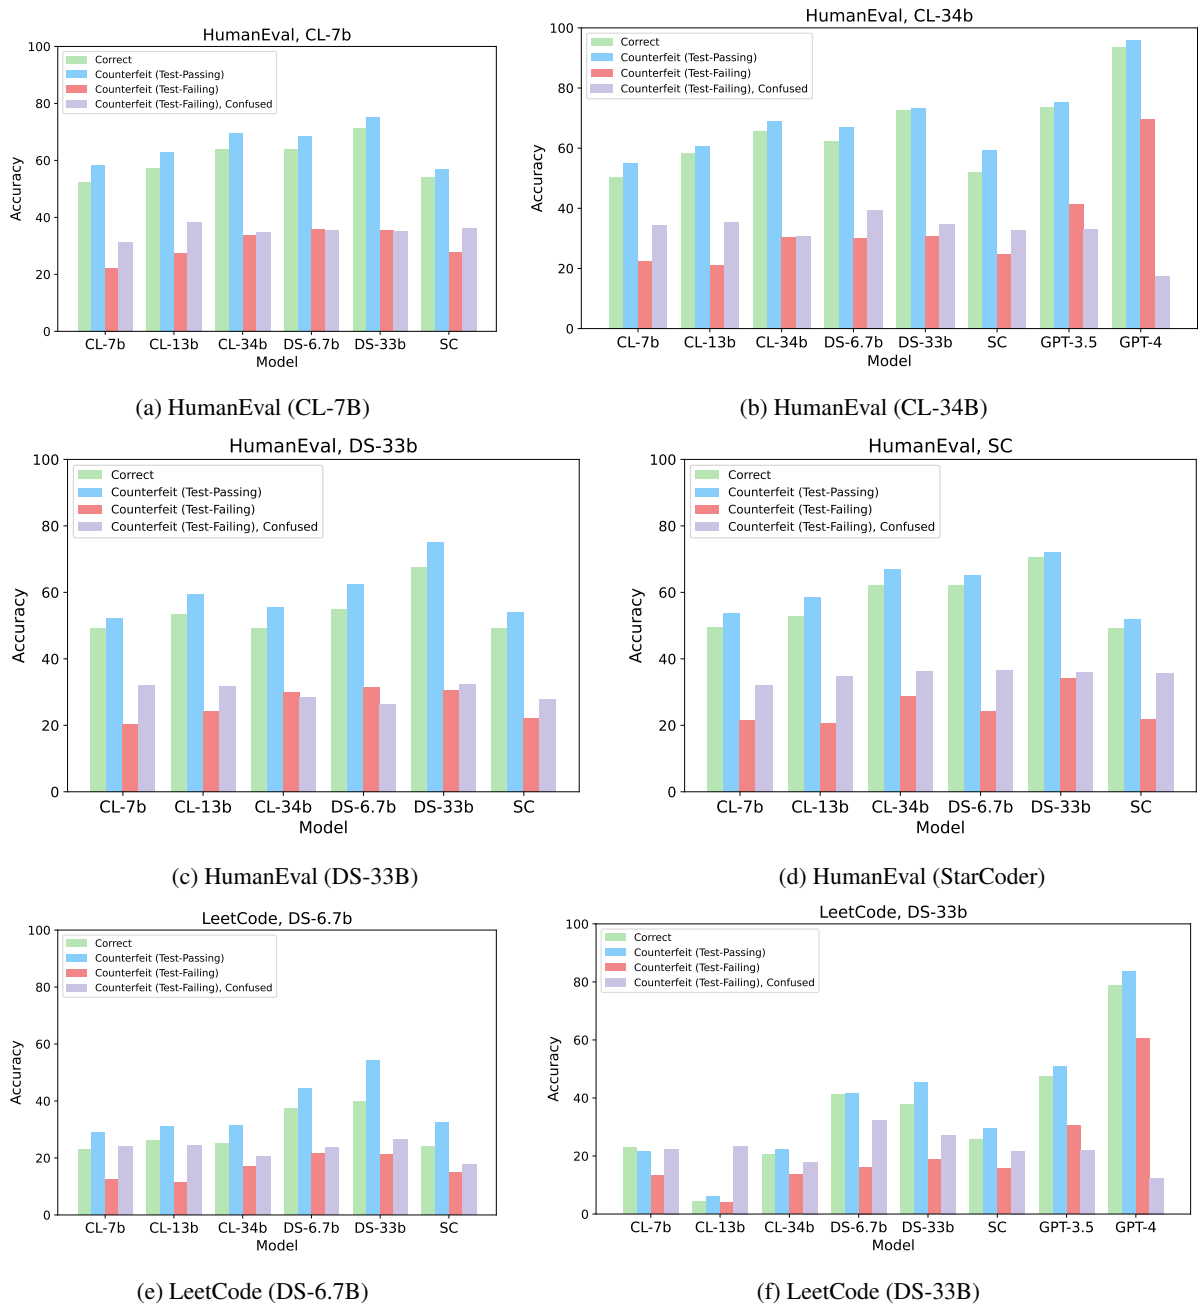 HumanEval, CL-7b
100
80
60
40
20
0
Accuracy
Correct
Counterfeit (Test-Passing)
Counterfeit (Test-Failing)
Counterfeit (Test-Failing), Confused
CL-7b CL-13b CL-34b DS-6.7b DS-33b SC
Model
(a) HumanEval (CL-7B)
HumanEval, CL-34b
100
80
60
40
20
0
Accuracy
Correct
Counterfeit (Test-Passing)
Counterfeit (Test-Failing)
Counterfeit (Test-Failing), Confused
CL-7b CL-13b CL-34b DS-6.7b DS-33b SC GPT-3.5 GPT-4
Model
(b) HumanEval (CL-34B)
HumanEval, DS-33b
100
80
60
40
20
0
Accuracy
Correct
Counterfeit (Test-Passing)
Counterfeit (Test-Failing)
Counterfeit (Test-Failing), Confused
CL-7b CL-13b CL-34b DS-6.7b DS-33b SC
Model
(c) HumanEval (DS-33B)
HumanEval, SC
100
80
60
40
20
0
Accuracy
Correct
Counterfeit (Test-Passing)
Counterfeit (Test-Failing)
Counterfeit (Test-Failing), Confused
CL-7b CL-13b CL-34b DS-6.7b DS-33b SC
Model
(d) HumanEval (StarCoder)
LeetCode, DS-6.7b
100
80
60
40
20
0
Accuracy
Correct
Counterfeit (Test-Passing)
Counterfeit (Test-Failing)
Counterfeit (Test-Failing), Confused
CL-7b CL-13b CL-34b DS-6.7b DS-33b SC
Model
(e) LeetCode (DS-6.7B)
LeetCode, DS-33b
100
80
60
40
20
0
Accuracy
Correct
Counterfeit (Test-Passing)
Counterfeit (Test-Failing)
Counterfeit (Test-Failing), Confused
CL-7b CL-13b CL-34b DS-6.7b DS-33b SC GPT-3.5 GPT-4
Model
(f) LeetCode (DS-33B)